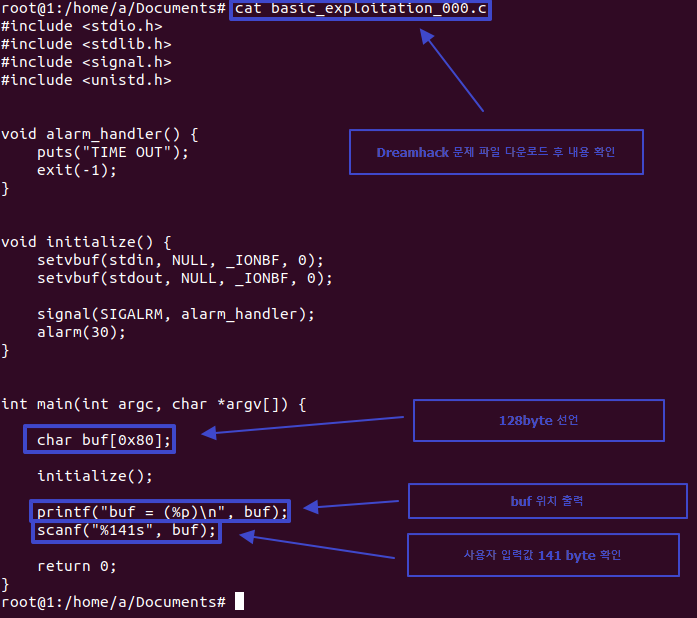 root@1:/home/a/Documents# cat basic_exploitation_000.c
#include <stdio.h>
#include <stdlib.h>
#include <signal.h>
#include <unistd.h>
void alarm_handler() {
    puts("TIME OUT");
    exit(-1);
}
Dreamhack 문제 파일 다운로드 후 내용 확인
void initialize() {
    setvbuf(stdin, NULL, _IONBF, 0);
    setvbuf(stdout, NULL, _IONBF, 0);
    signal(SIGALRM, alarm_handler);
    alarm(30);
}
int main(int argc, char *argv[]) {
    char buf[0x80];
128byte 선언
    initialize();
    printf("buf = (%p)\n", buf);
buf 위치 출력
    scanf("%141s", buf);
사용자 입력값 141 byte 확인
    return 0;
}
root@1:/home/a/Documents#